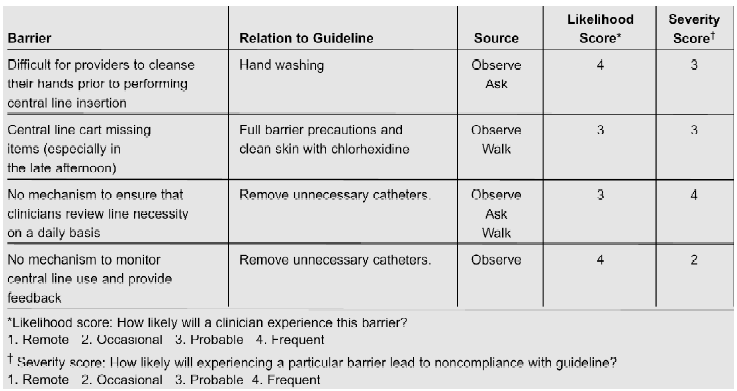 Barrier Relation to Guideline Source Likelihood Score* Severity Score†
Difficult for providers to cleanse
their hands prior to performing
central line insertion
Hand washing
Observe
Ask
4
3
Central line cart missing
items (especially in
the late afternoon)
Full barrier precautions and
clean skin with chlorhexidine
Observe
Walk
3
3
No mechanism to ensure that
clinicians review line necessity
on a daily basis
Remove unnecessary catheters.
Observe
Ask
Walk
3
4
No mechanism to monitor
central line use and provide
feedback
Remove unnecessary catheters.
Observe
4
2
*Likelihood score: How likely will a clinician experience this barrier?
1. Remote 2. Occasional 3. Probable 4. Frequent
† Severity score: How likely will experiencing a particular barrier lead to noncompliance with guideline?
1. Remote 2. Occasional 3. Probable 4. Frequent